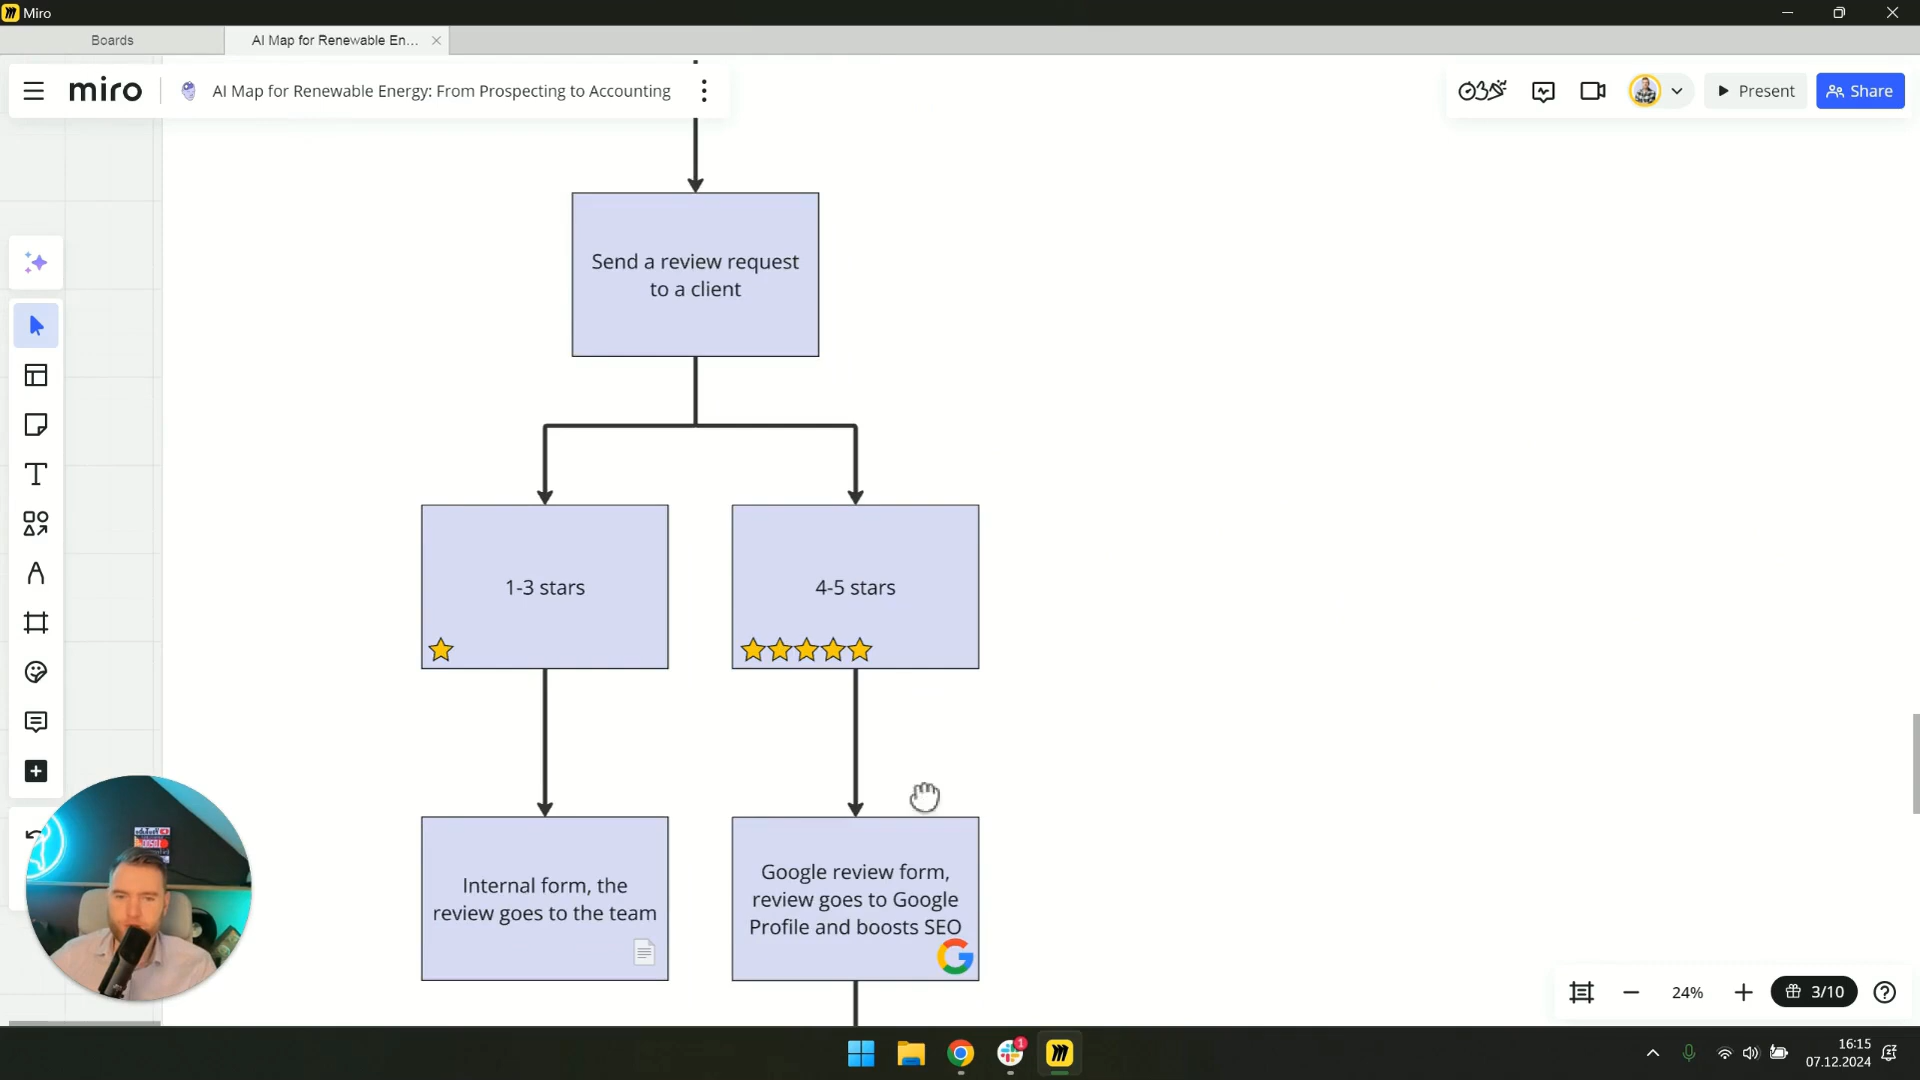 Miro
Boards
AI Map for Renewable En...
miro
AI Map for Renewable Energy: From Prospecting to Accounting
Present
Share
Send a review request
to a client
1-3 stars
4-5 stars
Internal form, the
review goes to the team
Google review form,
review goes to Google
Profile and boosts SEO
24%
3/10
1
16:15
07.12.2024